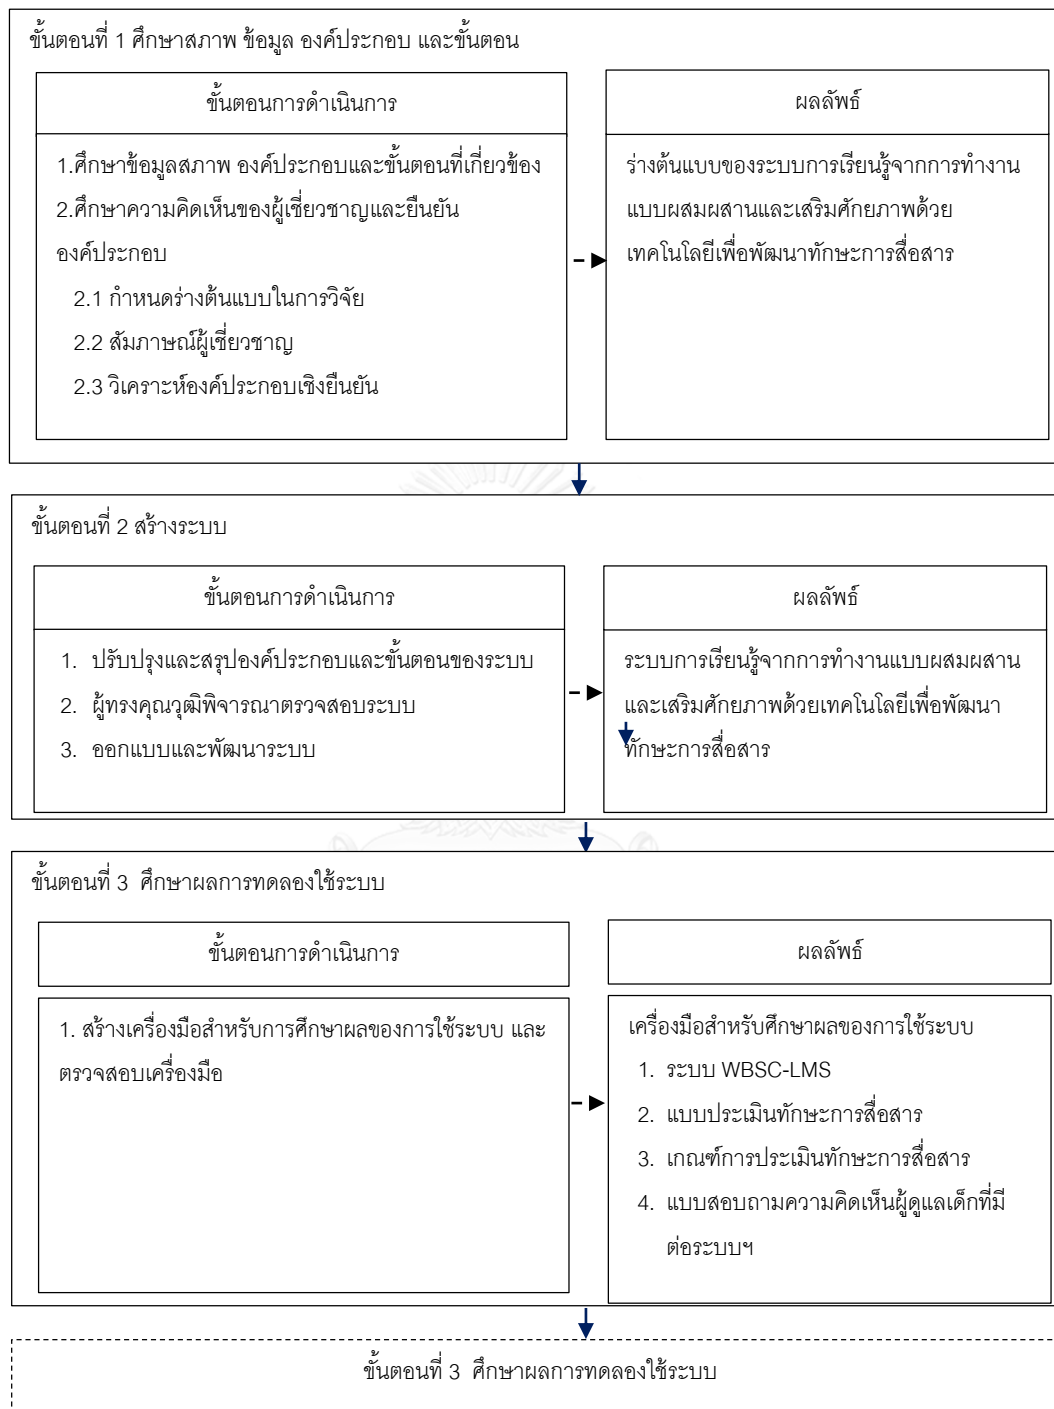 ขั้นตอนที่ 1 ศึกษาสภาพ ข้อมูล องค์ประกอบ และขั้นตอน
ขั้นตอนการดำเนินการ
1.ศึกษาข้อมูลสภาพ องค์ประกอบและขั้นตอนที่เกี่ยวข้อง
2.ศึกษาความคิดเห็นของผู้เชี่ยวชาญและยืนยัน
องค์ประกอบ
2.1 กำหนดร่างต้นแบบในการวิจัย
2.2 สัมภาษณ์ผู้เชี่ยวชาญ
2.3 วิเคราะห์องค์ประกอบเชิงยืนยัน
ผลลัพธ์
ร่างต้นแบบของระบบการเรียนรู้จากการทำงาน
แบบผสมผสานและเสริมศักยภาพด้วย
เทคโนโลยีเพื่อพัฒนาทักษะการสื่อสาร
ขั้นตอนที่ 2 สร้างระบบ
ขั้นตอนการดำเนินการ
1. ปรับปรุงและสรุปองค์ประกอบและขั้นตอนของระบบ
2. ผู้ทรงคุณวุฒิพิจารณาตรวจสอบระบบ
3. ออกแบบและพัฒนาระบบ
ผลลัพธ์
ระบบการเรียนรู้จากการทำงานแบบผสมผสาน
และเสริมศักยภาพด้วยเทคโนโลยีเพื่อพัฒนา
ทักษะการสื่อสาร
ขั้นตอนที่ 3 ศึกษาผลการทดลองใช้ระบบ
ขั้นตอนการดำเนินการ
1. สร้างเครื่องมือสำหรับการศึกษาผลของการใช้ระบบ และ
ตรวจสอบเครื่องมือ
ผลลัพธ์
เครื่องมือสำหรับศึกษาผลของการใช้ระบบ
1. ระบบ WBSC-LMS
2. แบบประเมินทักษะการสื่อสาร
3. เกณฑ์การประเมินทักษะการสื่อสาร
4. แบบสอบถามความคิดเห็นผู้ดูแลเด็กที่มี
ต่อระบบฯ
ขั้นตอนที่ 3 ศึกษาผลการทดลองใช้ระบบ